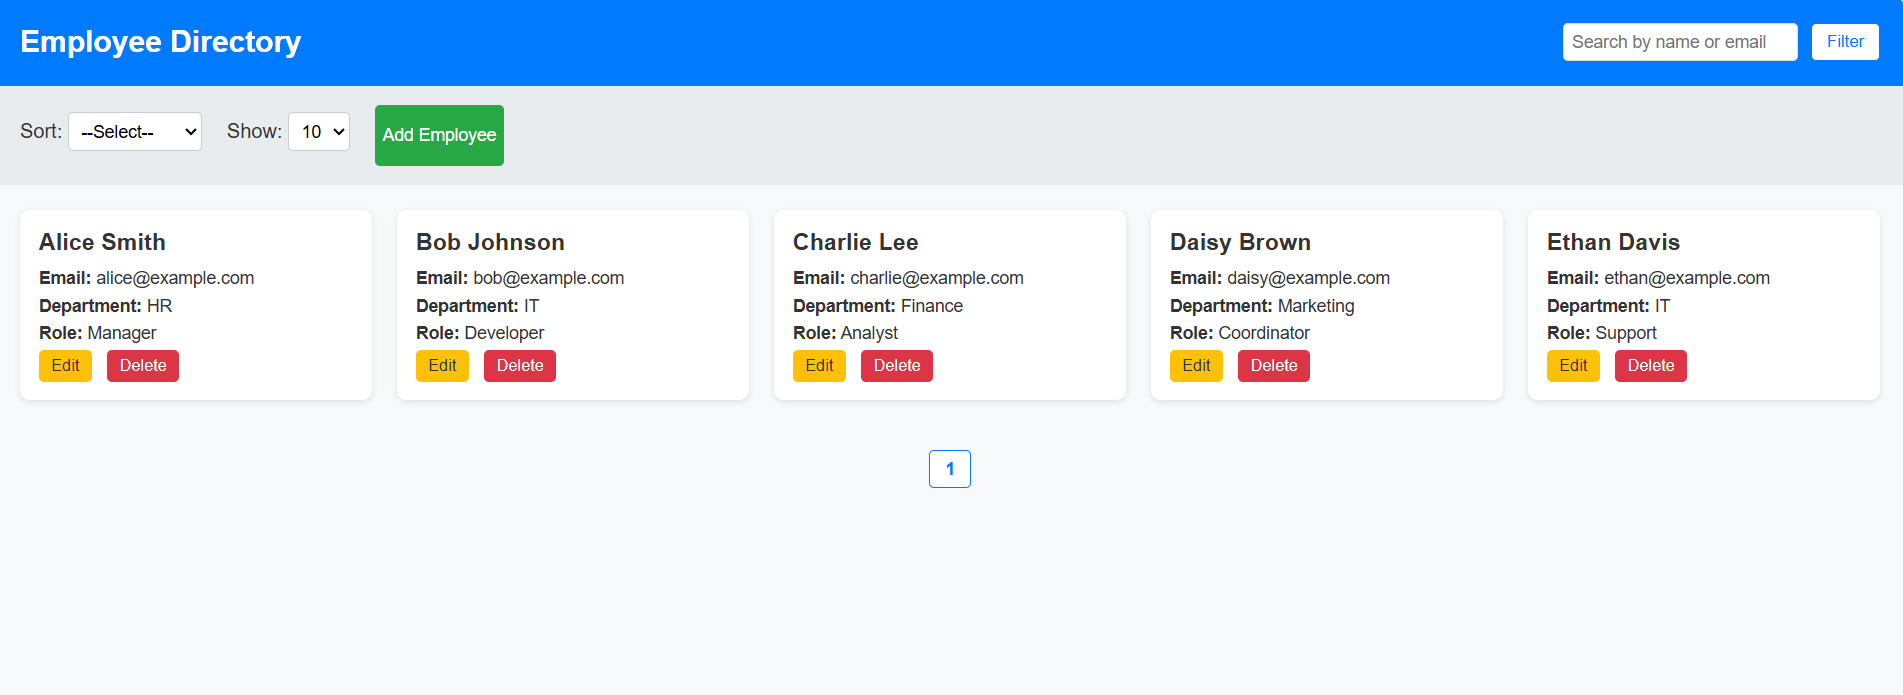 Employee Directory
Search by name or email
Filter
Sort: --Select-- Show: 10 Add Employee
Alice Smith
Email: alice@example.com
Department: HR
Role: Manager
Edit Delete
Bob Johnson
Email: bob@example.com
Department: IT
Role: Developer
Edit Delete
Charlie Lee
Email: charlie@example.com
Department: Finance
Role: Analyst
Edit Delete
Daisy Brown
Email: daisy@example.com
Department: Marketing
Role: Coordinator
Edit Delete
Ethan Davis
Email: ethan@example.com
Department: IT
Role: Support
Edit Delete
1